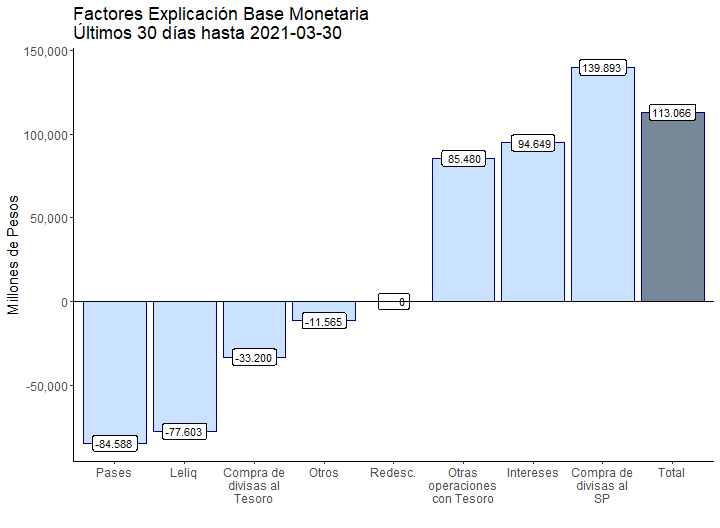 Factores Explicación Base Monetaria
Últimos 30 días hasta 2021-03-30
Millones de Pesos
150,000
100,000
50,000
0
-50,000
-84.588
-77.603
-33.200
-11.565
0
85.480
94.649
139.893
113.066
Pases
Leliq
Compra de
divisas al
Tesoro
Otros
Redesc.
Otras
operaciones
con Tesoro
Intereses
Compra de
divisas al
SP
Total